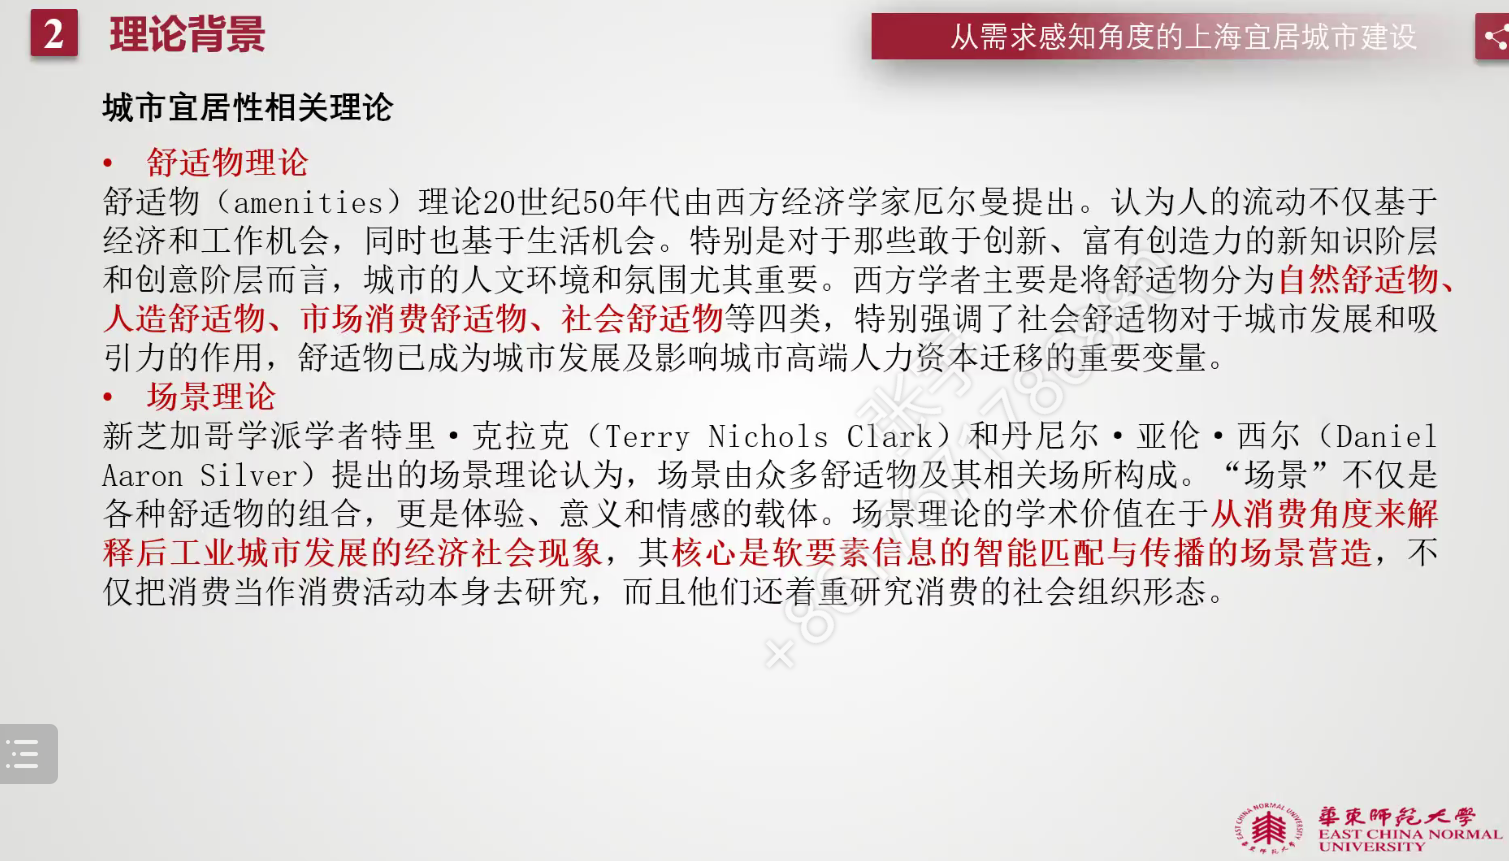 2 理论背景
从需求感知角度的上海宜居城市建设
城市宜居性相关理论
• 舒适物理论
舒适物（amenities）理论20世纪50年代由西方经济学家厄尔曼提出。认为人的流动不仅基于
经济和工作机会，同时也基于生活机会。特别是对于那些敢于创新、富有创造力的新知识阶层
和创意阶层而言，城市的人文环境和氛围尤其重要。西方学者主要是将舒适物分为自然舒适物、
人造舒适物、市场消费舒适物、社会舒适物等四类，特别强调了社会舒适物对于城市发展和吸
引力的作用，舒适物已成为城市发展及影响城市高端人力资本迁移的重要变量。
• 场景理论
新芝加哥学派学者特里·克拉克（Terry Nichols Clark）和丹尼尔·亚伦·西尔（Daniel
Aaron Silver）提出的场景理论认为，场景由众多舒适物及其相关场所构成。“场景”不仅是
各种舒适物的组合，更是体验、意义和情感的载体。场景理论的学术价值在于从消费角度来解
释后工业城市发展的经济社会现象，其核心是软要素信息的智能匹配与传播的场景营造，不
仅把消费当作消费活动本身去研究，而且他们还着重研究消费的社会组织形态。
華東師範大學
EAST CHINA NORMAL
UNIVERSITY